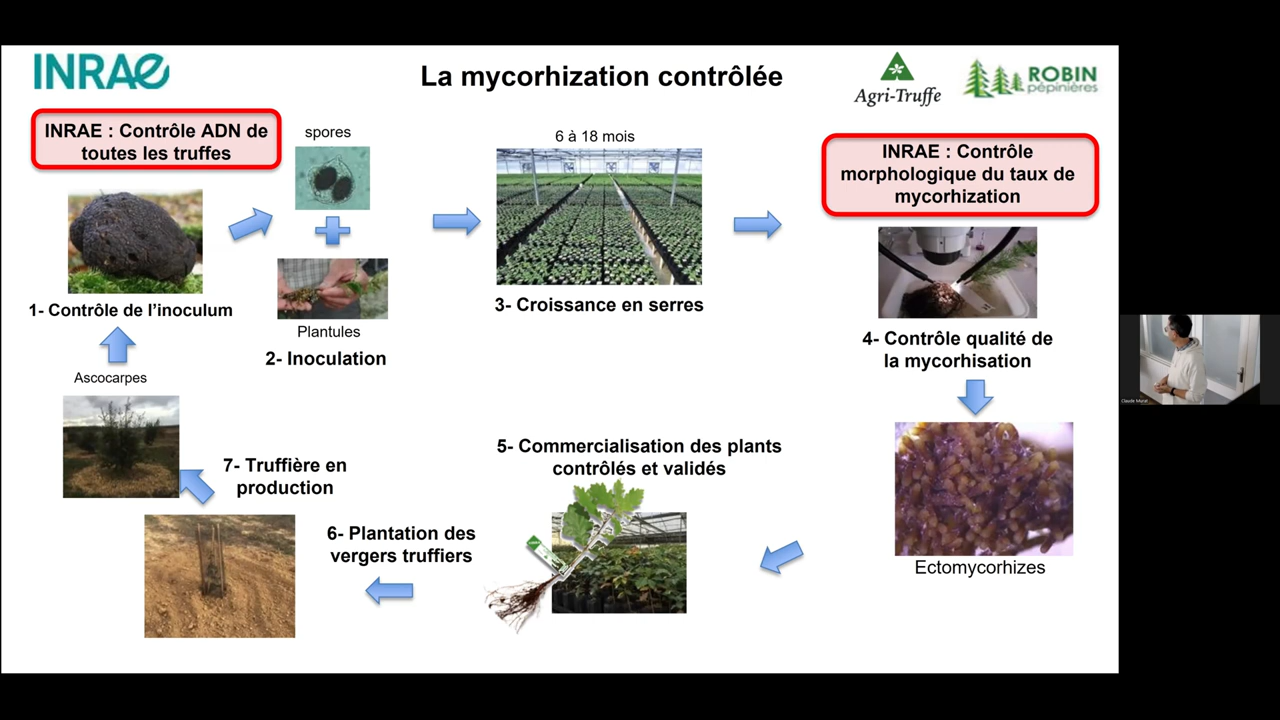 INRAE
La mycorhization contrôlée
Agri-Truffe
ROBIN
pépinières
INRAE : Contrôle ADN de
toutes les truffes
spores
6 à 18 mois
INRAE : Contrôle
morphologique du taux de
mycorhization
1- Contrôle de l'inoculum
Plantules
2- Inoculation
3- Croissance en serres
4- Contrôle qualité de
la mycorhisation
Ascocarpes
5- Commercialisation des plants
contrôlés et validés
7- Truffière en
production
6- Plantation des
vergers truffiers
Ectomycorhizes
Claude Murat